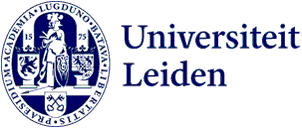 ACADEMIA · LUGDUNO · BATAVA · LIBERTATIS · PRAESIDIUM ·
15 75
Universiteit
Leiden